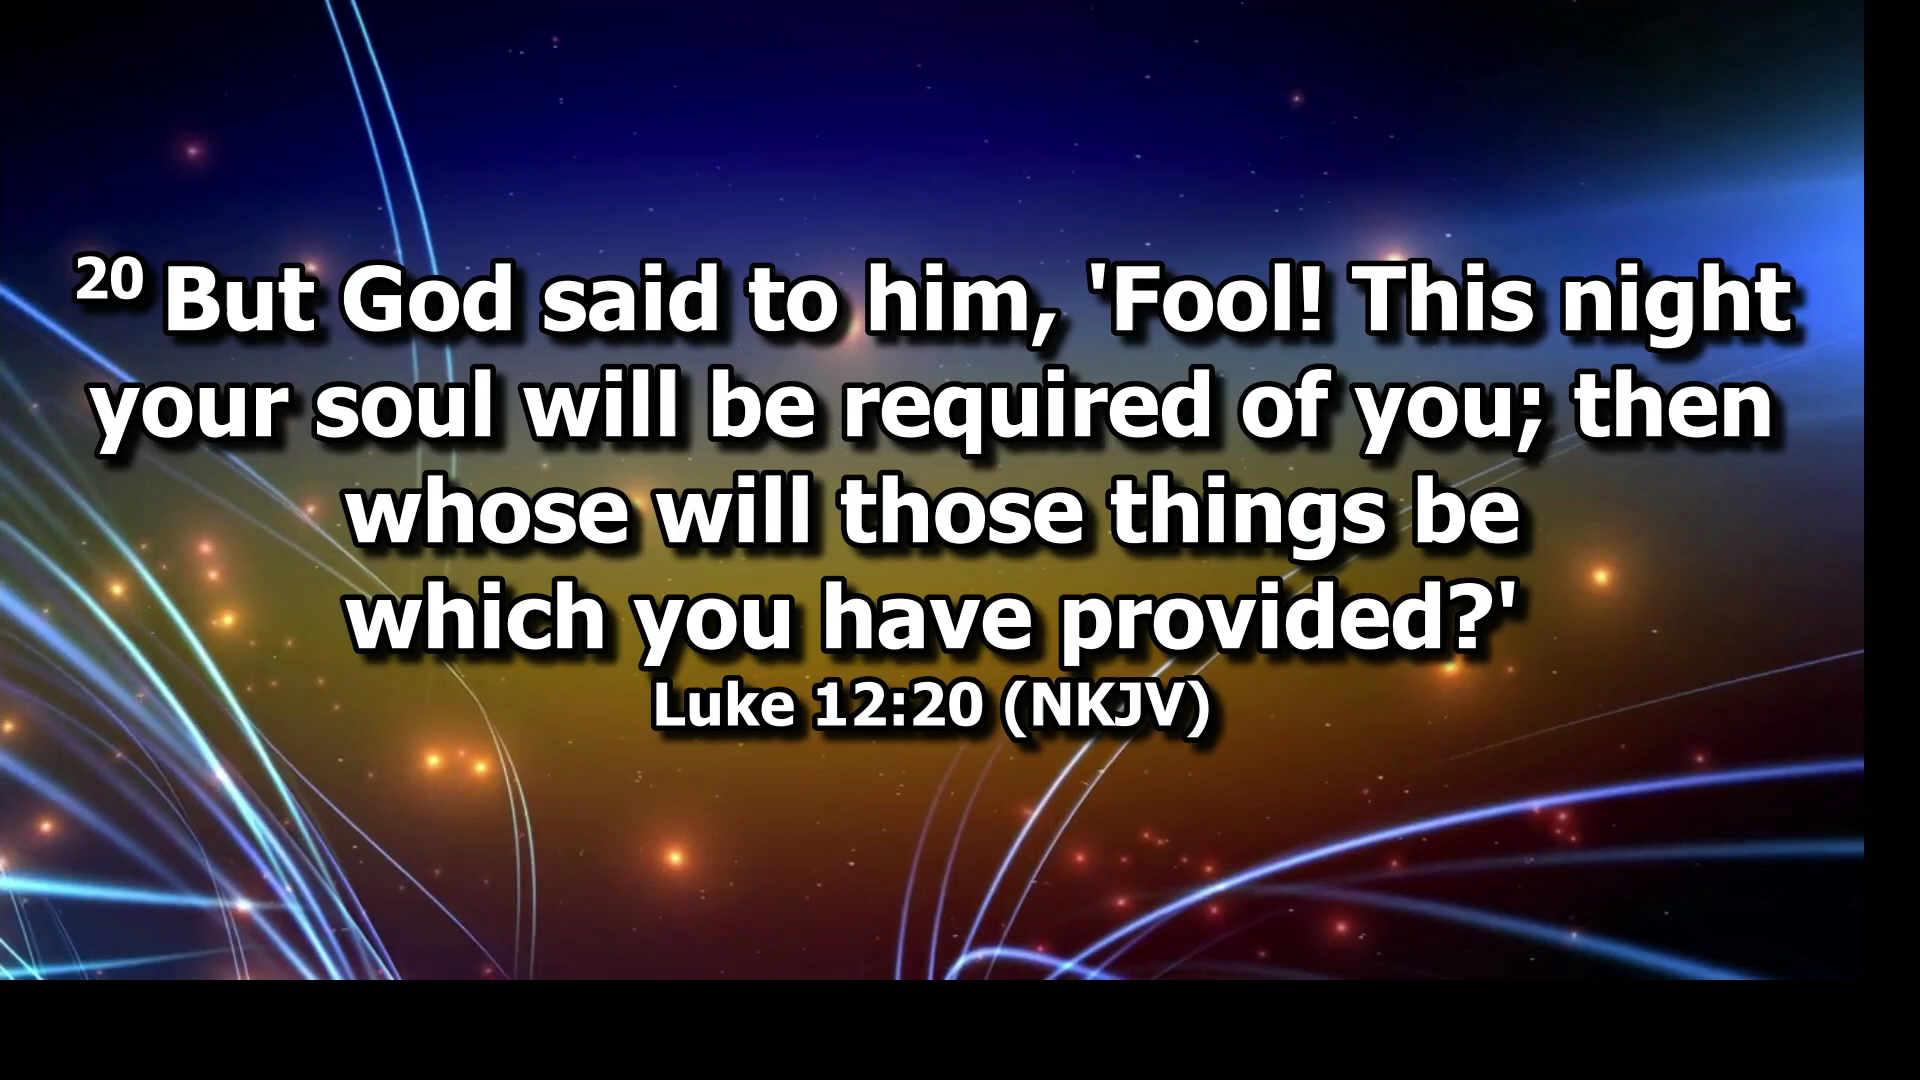 20 But God said to him, 'Fool! This night
your soul will be required of you; then
whose will those things be
which you have provided?'
Luke 12:20 (NKJV)